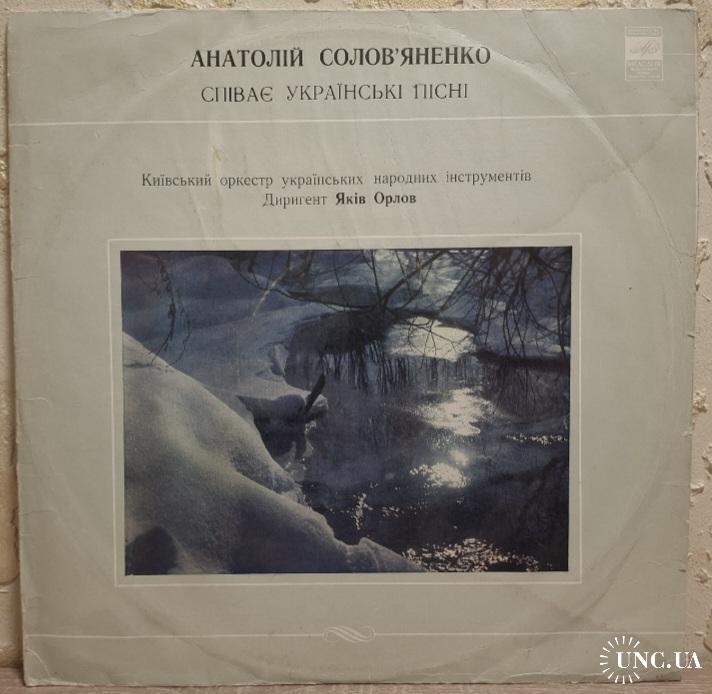 АНАТОЛІЙ СОЛОВ'ЯНЕНКО
СПІВАЄ УКРАЇНСЬКІ ПІСНІ
Київський оркестр українських народних інструментів
Диригент Яків Орлов
UNC.UA